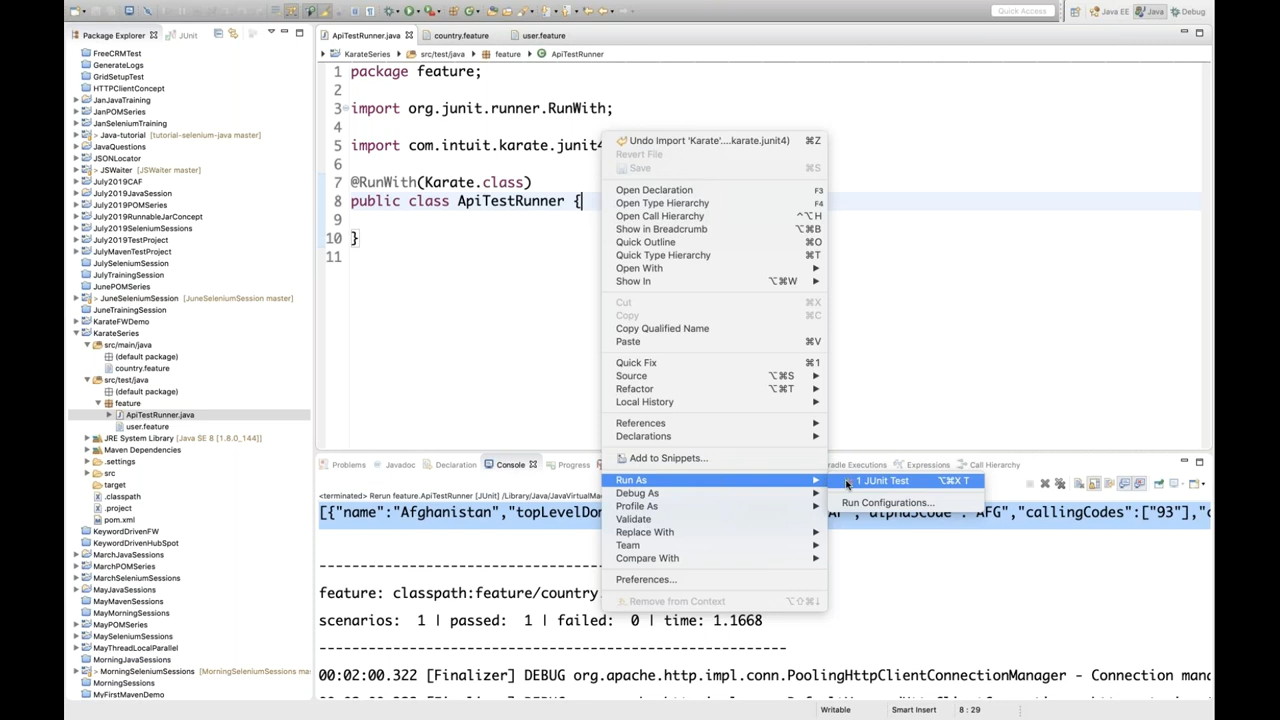 Quick Access
Java EE
Java
Debug
Package Explorer
JUnit
FreeCRMTest
GenerateLogs
GridSetupTest
HTTPClientConcept
JanJavaTraining
JanPOMSeries
JanSeleniumTraining
> Java-tutorial [tutorial-selenium-java master]
JavaQuestions
JSONLocator
> JSWaiter [JSWaiter master]
July2019CAF
July2019JavaSession
July2019POMSeries
July2019RunnableJarConcept
July2019SeleniumSessions
July2019TestProject
JulyMavenTestProject
JulySeleniumSession
JulyTrainingSession
JunePOMSeries
> JuneSeleniumSession [JuneSeleniumSession master]
JuneTrainingSession
KarateFWDemo
KarateSeries
src/main/java
(default package)
country.feature
src/test/java
(default package)
feature
ApiTestRunner.java
user.feature
JRE System Library [Java SE 8 [1.8.0_144]]
Maven Dependencies
.settings
src
target
.classpath
.project
pom.xml
KeywordDrivenFW
KeywordDrivenHubSpot
MarchJavaSessions
MarchPOMSeries
MarchSeleniumSessions
MayJavaSessions
MayMavenSessions
MayMorningSessions
MayPOMSeries
MaySeleniumSessions
MayThreadLocalParallel
MorningJavaSessions
> MorningSeleniumSessions [MorningSeleniumSessions mas
MorningSessions
MyFirstMavenDemo
ApiTestRunner.java
country.feature
user.feature
KarateSeries
src/test/java
feature
ApiTestRunner
1 package feature;
2
3 import org.junit.runner.RunWith;
4
5 import com.intuit.karate.junit4
6
7 @RunWith(Karate.class)
8 public class ApiTestRunner {
9
10 }
11
Undo Import 'Karate'....karate.junit4) ⌘Z
Revert File
Save ⌘S
Open Declaration F3
Open Type Hierarchy F4
Open Call Hierarchy ^⌥H
Show in Breadcrumb ⌥⌘B
Quick Outline ⌘O
Quick Type Hierarchy ⌘T
Open With
Show In ⌥⌘W
Cut ⌘X
Copy ⌘C
Copy Qualified Name
Paste ⌘V
Quick Fix ⌘1
Source ⌥⌘S
Refactor ⌥⌘T
Local History
References
Declarations
Add to Snippets...
Run As
Debug As
Profile As
Validate
Replace With
Team
Compare With
Preferences...
Remove from Context ⌥⇧⌘↓
1 JUnit Test ⌥⌘X T
Run Configurations...
Problems
Javadoc
Declaration
Console
Progress
dle Executions
Expressions
Call Hierarchy
<terminated> Rerun feature.ApiTestRunner [JUnit] /Library/Java/JavaVirtualMa
[{"name":"Afghanistan","topLevelDom
"alpha3Code":"AFG","callingCodes":["93"],"c
------------------------------
feature: classpath:feature/country.
scenarios: 1 | passed: 1 | failed: 0 | time: 1.1668
---------------------------------------------------------
00:02:00.322 [Finalizer] DEBUG org.apache.http.impl.conn.PoolingHttpClientConnectionManager - Connection mana
Writable
Smart Insert
8 : 29